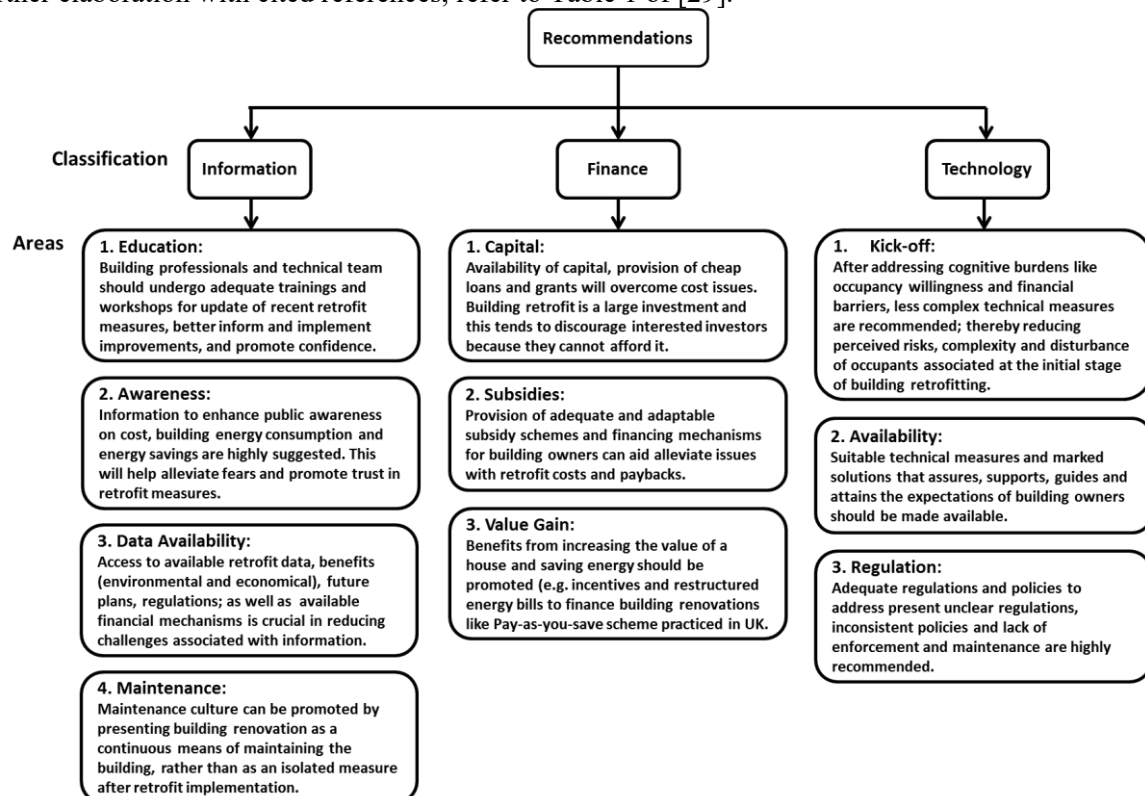 rther elaboration with cited references, refer to Table 1 of [29].
Recommendations
Classification
Information
Finance
Technology
Areas
1. Education:
Building professionals and technical team
should undergo adequate trainings and
workshops for update of recent retrofit
measures, better inform and implement
improvements, and promote confidence.
2. Awareness:
Information to enhance public awareness
on cost, building energy consumption and
energy savings are highly suggested. This
will help alleviate fears and promote trust in
retrofit measures.
3. Data Availability:
Access to available retrofit data, benefits
(environmental and economical), future
plans, regulations; as well as available
financial mechanisms is crucial in reducing
challenges associated with information.
4. Maintenance:
Maintenance culture can be promoted by
presenting building renovation as a
continuous means of maintaining the
building, rather than as an isolated measure
after retrofit implementation.
1. Capital:
Availability of capital, provision of cheap
loans and grants will overcome cost issues.
Building retrofit is a large investment and
this tends to discourage interested investors
because they cannot afford it.
2. Subsidies:
Provision of adequate and adaptable
subsidy schemes and financing mechanisms
for building owners can aid alleviate issues
with retrofit costs and paybacks.
3. Value Gain:
Benefits from increasing the value of a
house and saving energy should be
promoted (e.g. incentives and restructured
energy bills to finance building renovations
like Pay-as-you-save scheme practiced in UK.
1. Kick-off:
After addressing cognitive burdens like
occupancy willingness and financial
barriers, less complex technical measures
are recommended; thereby reducing
perceived risks, complexity and disturbance
of occupants associated at the initial stage
of building retrofitting.
2. Availability:
Suitable technical measures and marked
solutions that assures, supports, guides and
attains the expectations of building owners
should be made available.
3. Regulation:
Adequate regulations and policies to
address present unclear regulations,
inconsistent policies and lack of
enforcement and maintenance are highly
recommended.